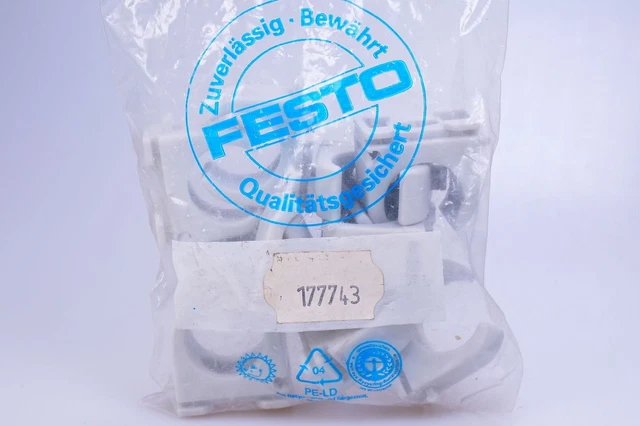 Zuverlässig · Bewährt
FESTO
Qualitätsgesichert
177743
04
PE-LD